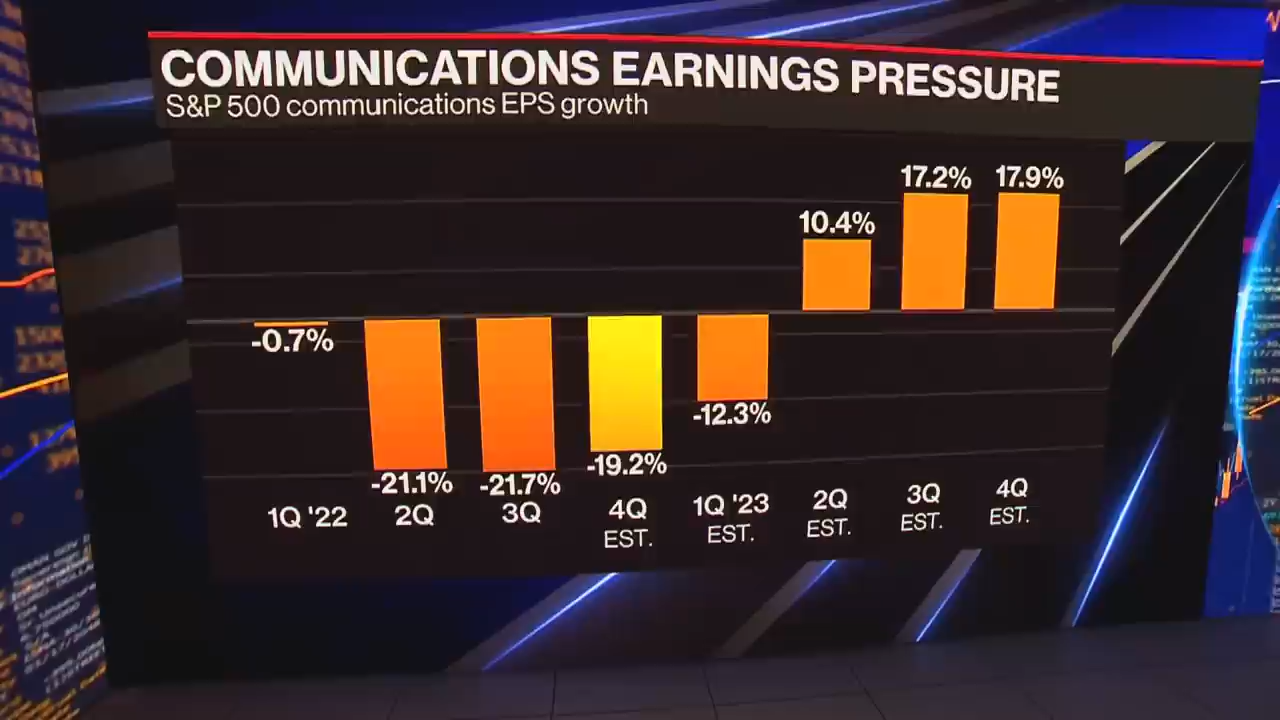 COMMUNICATIONS EARNINGS PRESSURE
S&P 500 communications EPS growth
-0.7%
-21.1%
-21.7%
-19.2%
-12.3%
10.4%
17.2%
17.9%
1Q '22
2Q
3Q
4Q
EST.
1Q '23
EST.
2Q
EST.
3Q
EST.
4Q
EST.